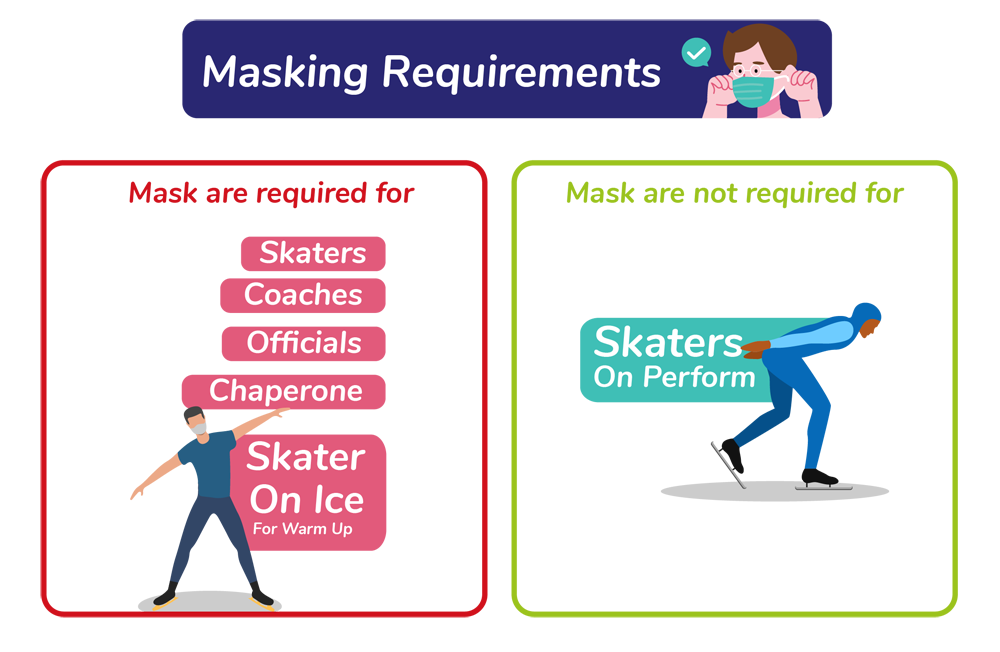 Masking Requirements
Mask are required for
Skaters
Coaches
Officials
Chaperone
Skater
On Ice
For Warm Up
Mask are not required for
Skaters
On Perform